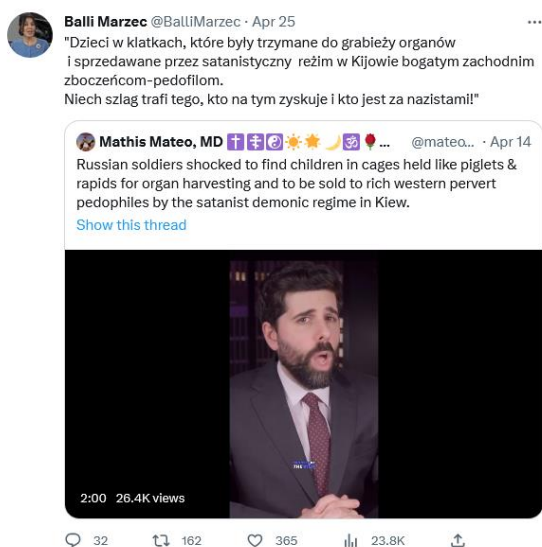 Balli Marzec @BalliMarzec · Apr 25
"Dzieci w klatkach, które były trzymane do grabieży organów
i sprzedawane przez satanistyczny reżim w Kijowie bogatym zachodnim
zboczeńcom-pedofilom.
Niech szlag trafi tego, kto na tym zyskuje i kto jest za nazistami!"
Mathis Mateo, MD ✝️☦️☯️☀️🌟🌙🕉️🌹... @mateo... · Apr 14
Russian soldiers shocked to find children in cages held like piglets &
rapids for organ harvesting and to be sold to rich western pervert
pedophiles by the satanist demonic regime in Kiew.
Show this thread
2:00 26.4K views
32 162 365 23.8K